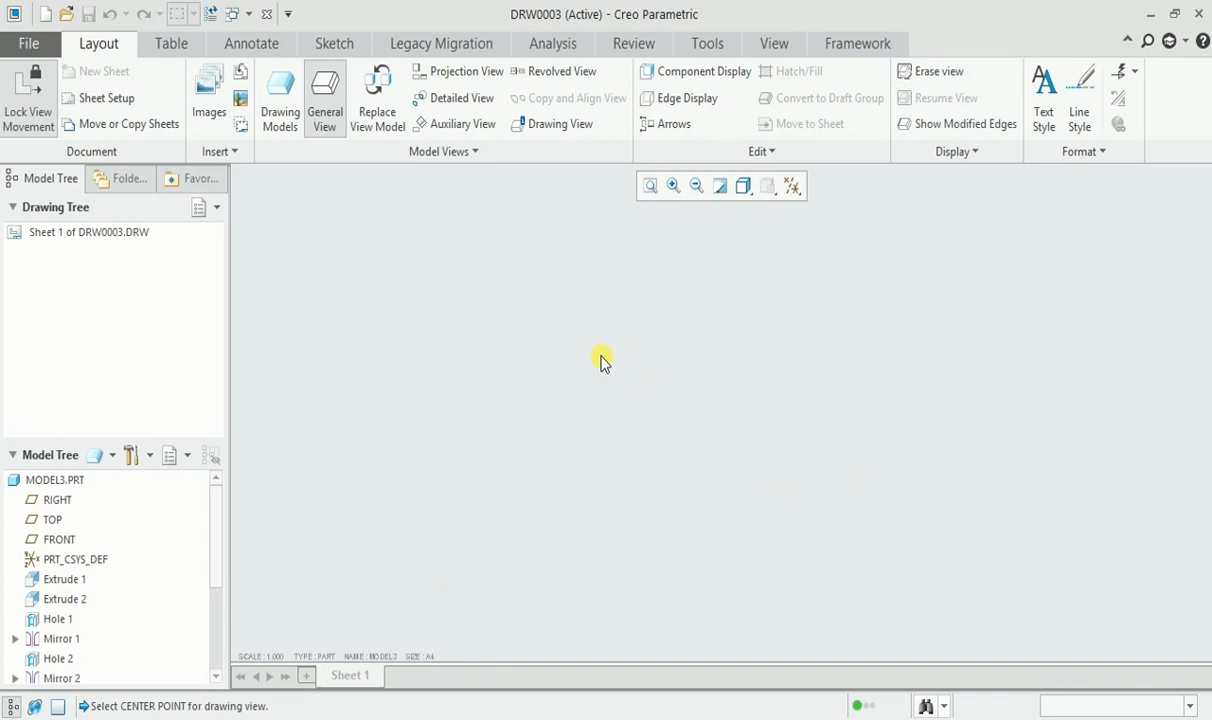 DRW0003 (Active) - Creo Parametric
File Layout Table Annotate Sketch Legacy Migration Analysis Review Tools View Framework
New Sheet
Sheet Setup
Move or Copy Sheets
Lock View
Movement
Document
Images
Insert
Drawing
Models
General
View
Replace
View Model
Projection View
Detailed View
Auxiliary View
Revolved View
Copy and Align View
Drawing View
Model Views
Component Display
Edge Display
Arrows
Hatch/Fill
Convert to Draft Group
Move to Sheet
Edit
Erase view
Resume View
Show Modified Edges
Display
Text
Style
Line
Style
Format
Model Tree Folde... Favor...
Drawing Tree
Sheet 1 of DRW0003.DRW
Model Tree
MODEL3.PRT
RIGHT
TOP
FRONT
PRT_CSYS_DEF
Extrude 1
Extrude 2
Hole 1
Mirror 1
Hole 2
Mirror 2
SCALE : 1.000 TYPE : PART NAME : MODEL3 SIZE : A4
Sheet 1
Select CENTER POINT for drawing view.